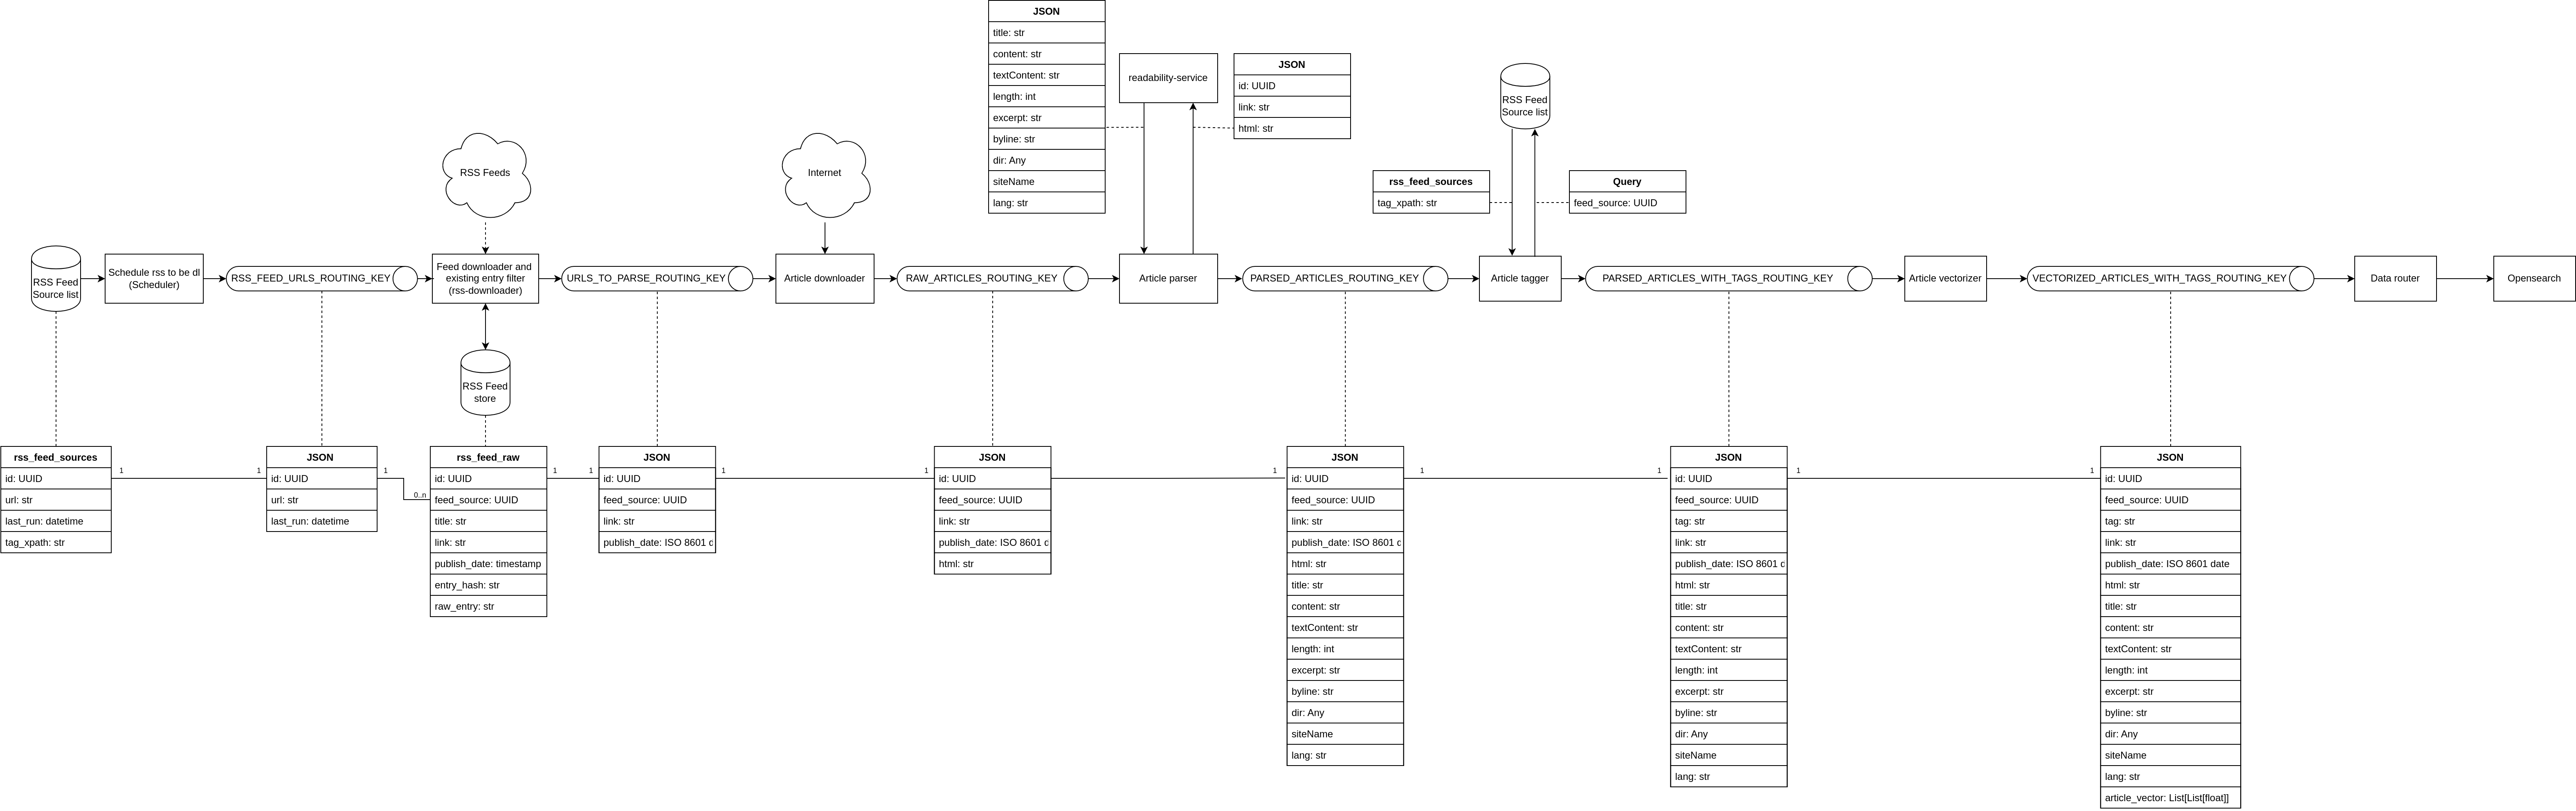 JSON
title: str
content: str
textContent: str
length: int
excerpt: str
byline: str
dir: Any
siteName
lang: str
readability-service
JSON
id: UUID
link: str
html: str
RSS Feed
Source list
RSS Feeds
Internet
rss_feed_sources
tag_xpath: str
Query
feed_source: UUID
RSS Feed
Source list
Schedule rss to be dl
(Scheduler)
RSS_FEED_URLS_ROUTING_KEY
Feed downloader and
existing entry filter
(rss-downloader)
URLS_TO_PARSE_ROUTING_KEY
Article downloader
RAW_ARTICLES_ROUTING_KEY
Article parser
PARSED_ARTICLES_ROUTING_KEY
Article tagger
PARSED_ARTICLES_WITH_TAGS_ROUTING_KEY
Article vectorizer
VECTORIZED_ARTICLES_WITH_TAGS_ROUTING_KEY
Data router
Opensearch
RSS Feed
store
rss_feed_sources
id: UUID
url: str
last_run: datetime
tag_xpath: str
1
1
JSON
id: UUID
url: str
last_run: datetime
1
0..n
rss_feed_raw
id: UUID
feed_source: UUID
title: str
link: str
publish_date: timestamp
entry_hash: str
raw_entry: str
1
1
JSON
id: UUID
feed_source: UUID
link: str
publish_date: ISO 8601 d
1
1
JSON
id: UUID
feed_source: UUID
link: str
publish_date: ISO 8601 d
html: str
1
JSON
id: UUID
feed_source: UUID
link: str
publish_date: ISO 8601 d
html: str
title: str
content: str
textContent: str
length: int
excerpt: str
byline: str
dir: Any
siteName
lang: str
1
1
JSON
id: UUID
feed_source: UUID
tag: str
link: str
publish_date: ISO 8601 d
html: str
title: str
content: str
textContent: str
length: int
excerpt: str
byline: str
dir: Any
siteName
lang: str
1
1
JSON
id: UUID
feed_source: UUID
tag: str
link: str
publish_date: ISO 8601 date
html: str
title: str
content: str
textContent: str
length: int
excerpt: str
byline: str
dir: Any
siteName
lang: str
article_vector: List[List[float]]